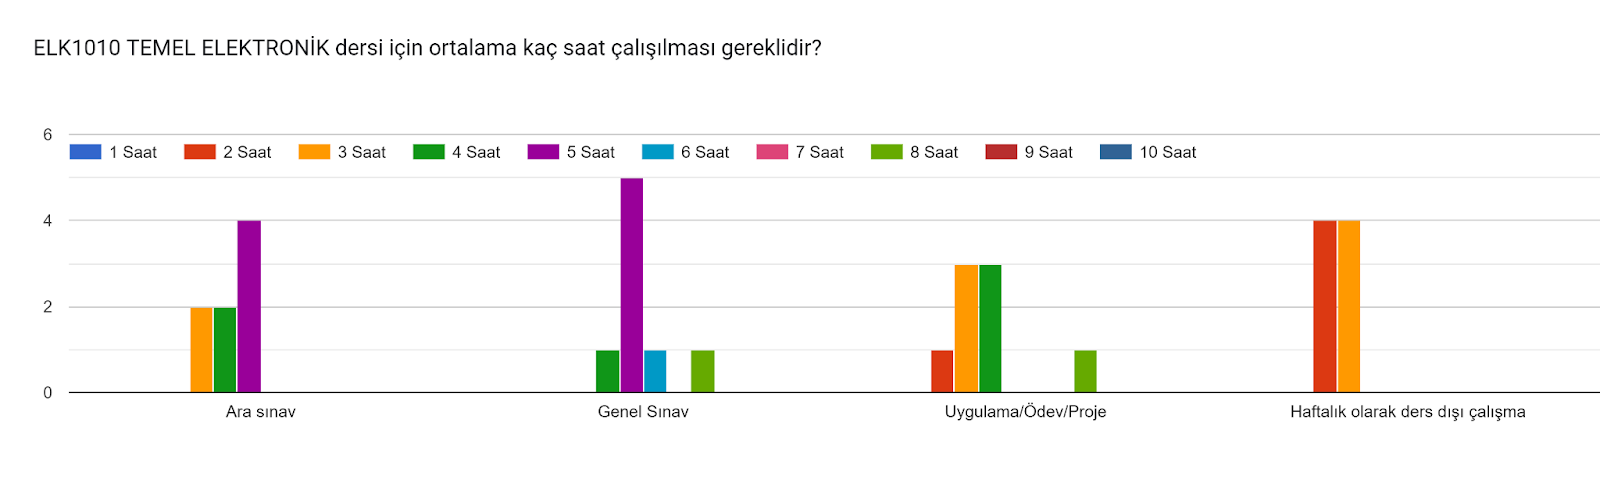 ELK1010 TEMEL ELEKTRONİK dersi için ortalama kaç saat çalışılması gereklidir?
6
1 Saat 2 Saat 3 Saat 4 Saat 5 Saat 6 Saat 7 Saat 8 Saat 9 Saat 10 Saat
4
2
0
Ara sınav Genel Sınav Uygulama/Ödev/Proje Haftalık olarak ders dışı çalışma